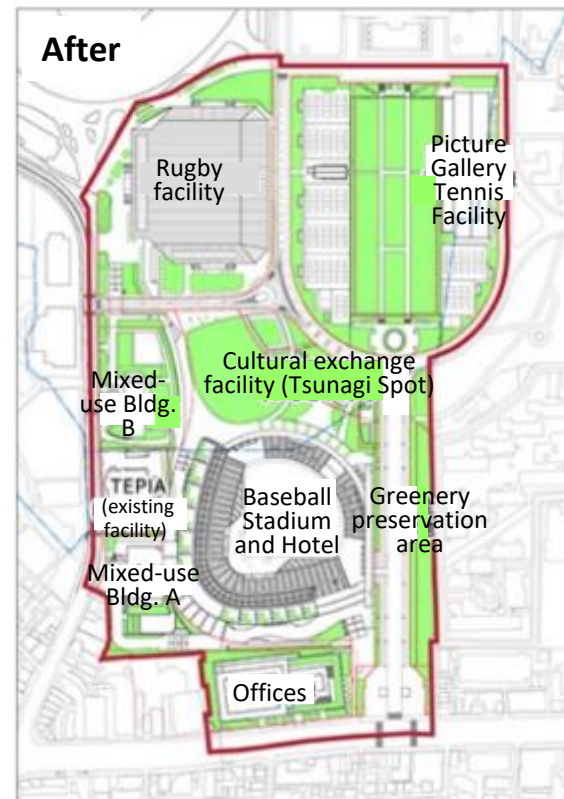 After
Rugby
facility
Picture
Gallery
Tennis
Facility
Cultural exchange
facility (Tsunagi Spot)
Mixed-
use Bldg.
B
TEPIA
(existing
facility)
Baseball
Stadium
and Hotel
Greenery
preservation
area
Mixed-use
Bldg. A
Offices